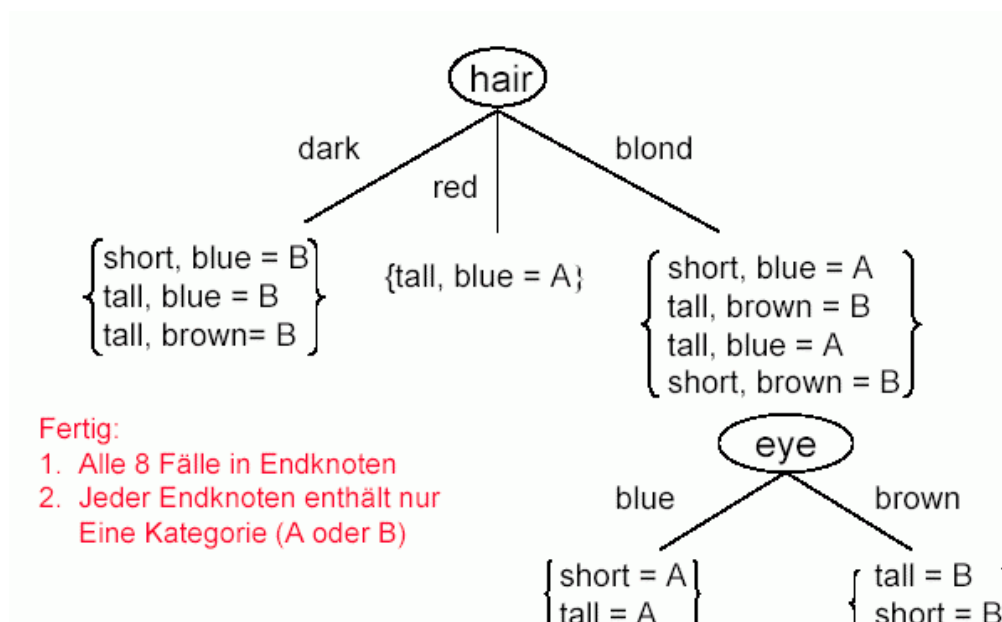 hair
dark
red
blond
short, blue = B
tall, blue = B
tall, brown= B
{tall, blue = A}
short, blue = A
tall, brown = B
tall, blue = A
short, brown = B
Fertig:
1. Alle 8 Fälle in Endknoten
2. Jeder Endknoten enthält nur
Eine Kategorie (A oder B)
eye
blue
brown
short = A
tall = A
tall = B
short = B